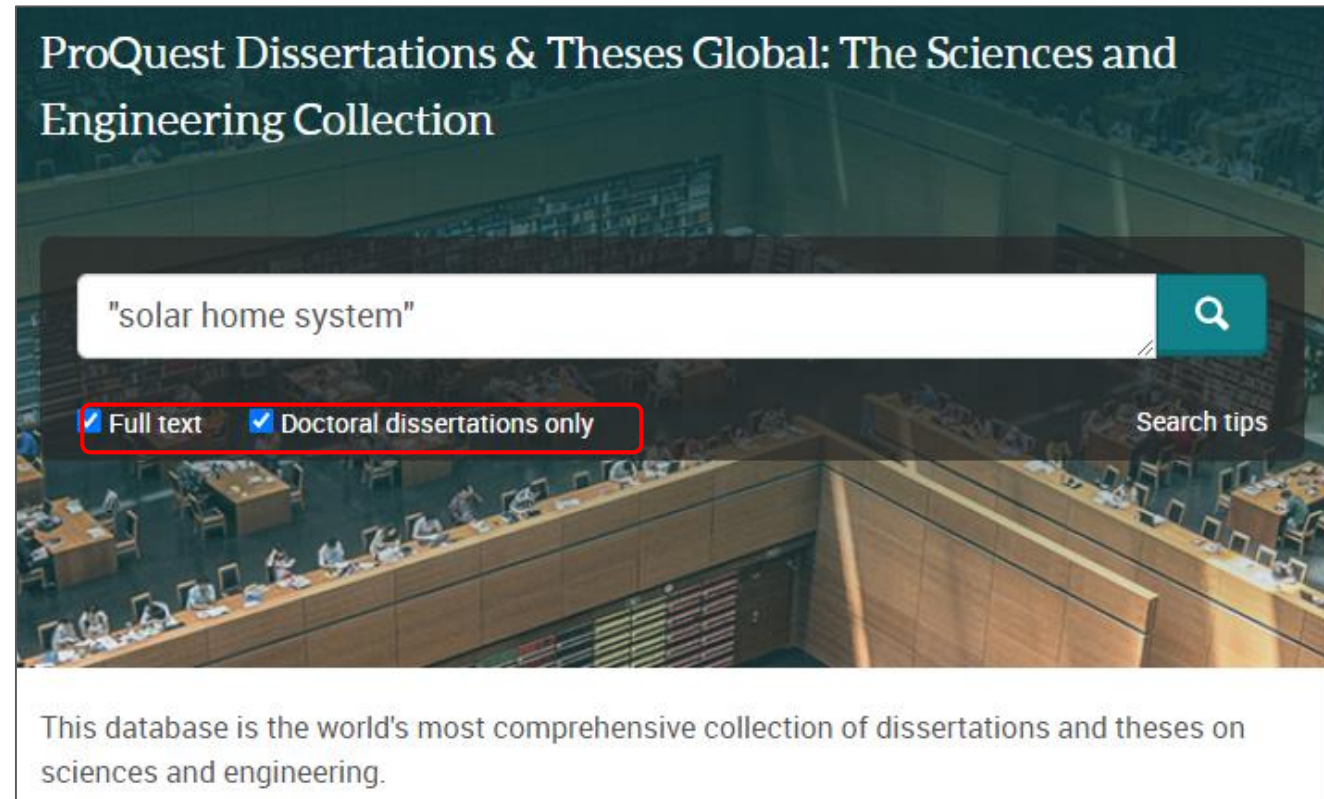 ProQuest Dissertations & Theses Global: The Sciences and
Engineering Collection
"solar home system"
Full text Doctoral dissertations only Search tips
This database is the world's most comprehensive collection of dissertations and theses on
sciences and engineering.